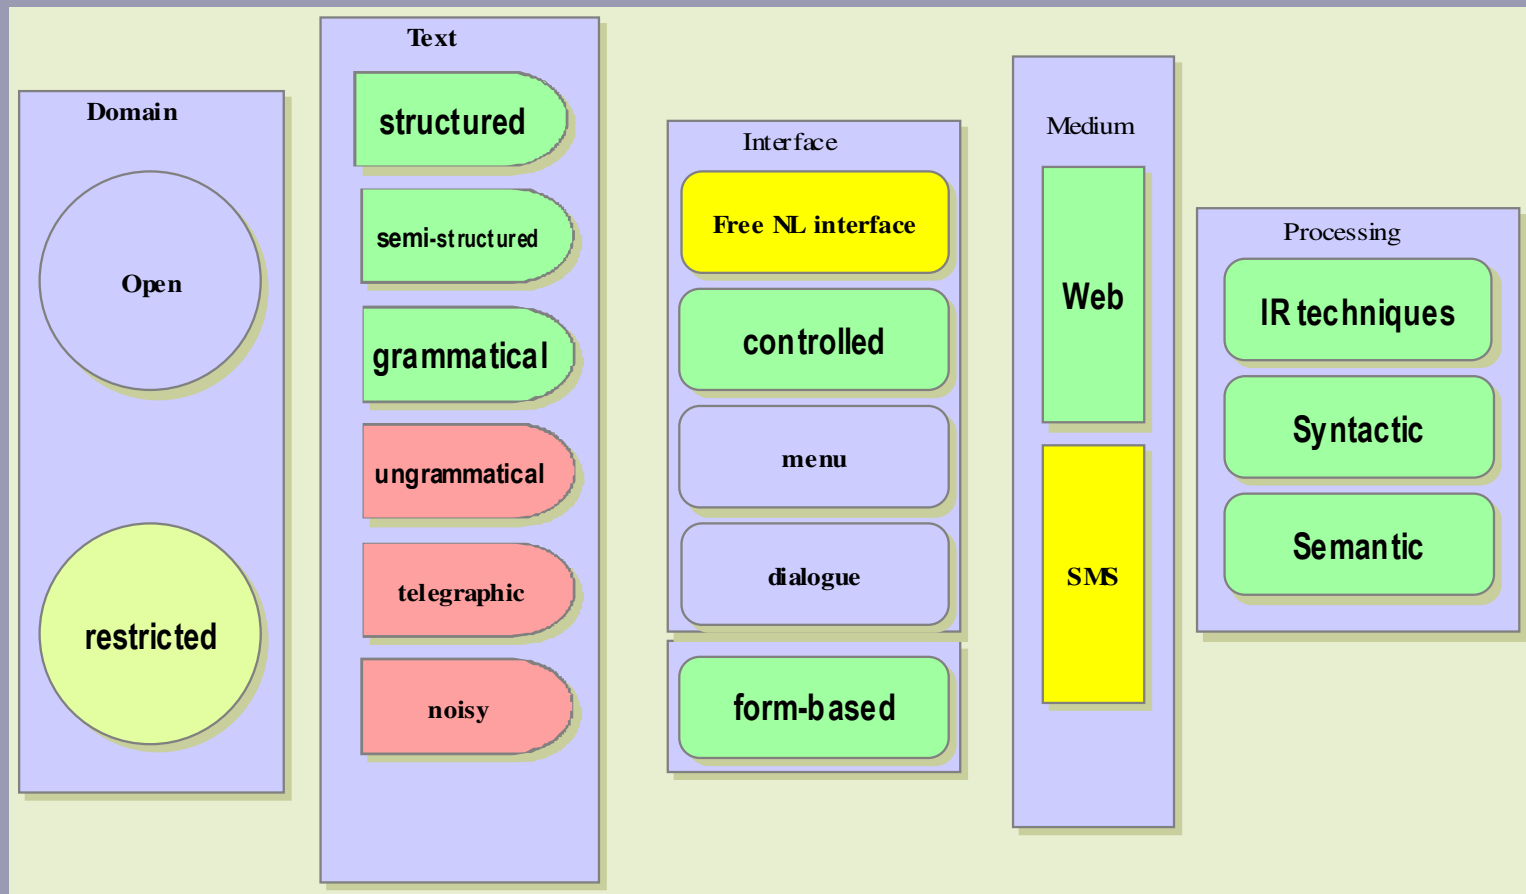 Domain
Open
restricted
Text
structured
semi-structured
grammatical
ungrammatical
telegraphic
noisy
Interface
Free NL interface
controlled
menu
dialogue
form-based
Medium
Web
SMS
Processing
IR techniques
Syntactic
Semantic